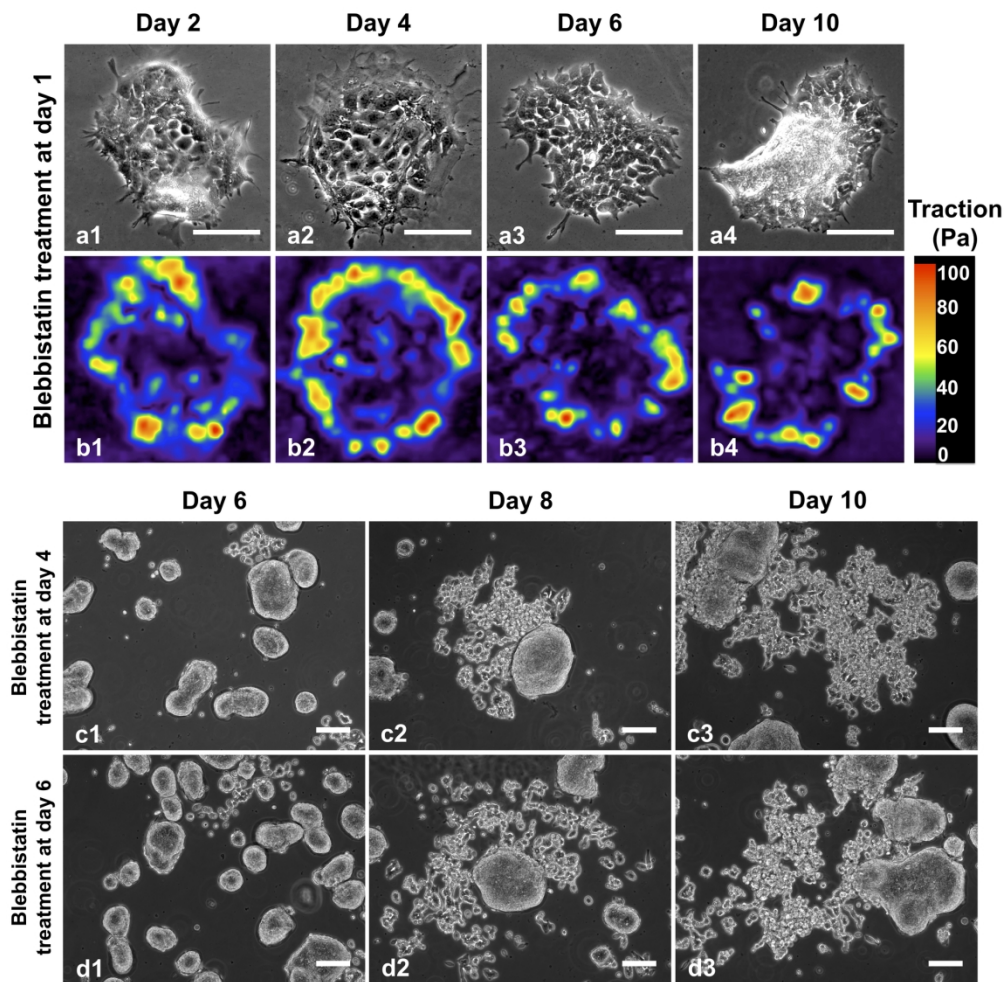 Day 2 Day 4 Day 6 Day 10
Blebbistatin treatment at day 1
a1 a2 a3 a4
Traction
(Pa)
100
80
60
40
20
0
b1 b2 b3 b4
Day 6 Day 8 Day 10
Blebbistatin
treatment at day 4
c1 c2 c3
Blebbistatin
treatment at day 6
d1 d2 d3